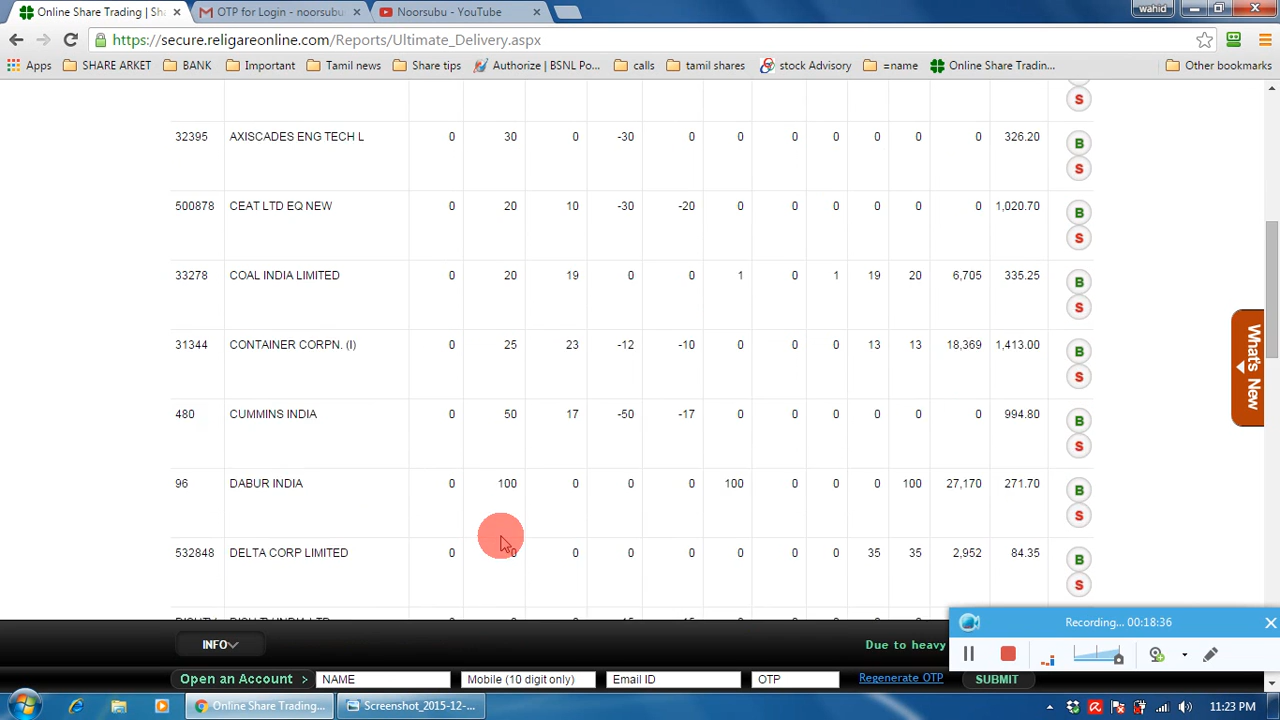 Online Share Trading | Sha
OTP for Login - noorsubu
Noorsubu - YouTube
wahid
https://secure.religareonline.com/Reports/Ultimate_Delivery.aspx
Apps SHARE ARKET BANK Important Tamil news Share tips Authorize | BSNL Po... calls tamil shares stock Advisory =name Online Share Tradin... Other bookmarks
S
32395 AXISCADES ENG TECH L 0 30 0 -30 0 0 0 0 0 0 0 326.20 B
S
500878 CEAT LTD EQ NEW 0 20 10 -30 -20 0 0 0 0 0 0 1,020.70 B
S
33278 COAL INDIA LIMITED 0 20 19 0 0 1 0 1 19 20 6,705 335.25 B
S
31344 CONTAINER CORPN. (I) 0 25 23 -12 -10 0 0 0 13 13 18,369 1,413.00 B
S
480 CUMMINS INDIA 0 50 17 -50 -17 0 0 0 0 0 0 994.80 B
S
96 DABUR INDIA 0 100 0 0 0 100 0 0 0 100 27,170 271.70 B
S
532848 DELTA CORP LIMITED 0 0 0 0 0 0 0 0 35 35 2,952 84.35 B
S
What's New
Recording... 00:18:36
INFO
Due to heavy
Open an Account > NAME Mobile (10 digit only) Email ID OTP Regenerate OTP SUBMIT
Online Share Trading... Screenshot_2015-12-... 11:23 PM